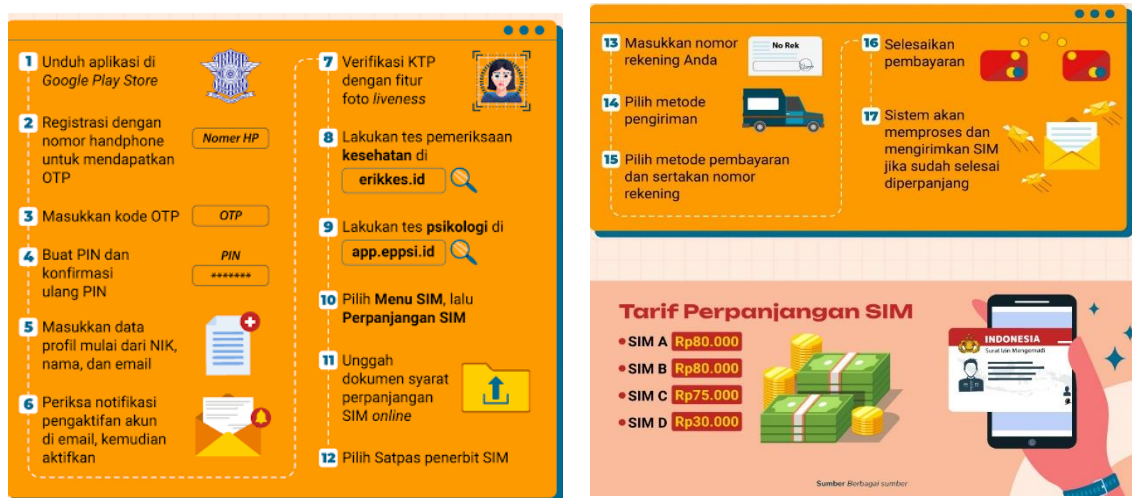 1 Unduh aplikasi di
Google Play Store
2 Registrasi dengan
nomor handphone
untuk mendapatkan
OTP
Nomer HP
3 Masukkan kode OTP
OTP
4 Buat PIN dan
konfirmasi
ulang PIN
PIN
*******
5 Masukkan data
profil mulai dari NIK,
nama, dan email
6 Periksa notifikasi
pengaktifan akun
di email, kemudian
aktifkan
7 Verifikasi KTP
dengan fitur
foto liveness
8 Lakukan tes pemeriksaan
kesehatan di
erikkes.id
9 Lakukan tes psikologi di
app.eppsi.id
10 Pilih Menu SIM, lalu
Perpanjangan SIM
11 Unggah
dokumen syarat
perpanjangan
SIM online
12 Pilih Satpas penerbit SIM
13 Masukkan nomor
rekening Anda
No Rek
14 Pilih metode
pengiriman
15 Pilih metode pembayaran
dan sertakan nomor
rekening
16 Selesaikan
pembayaran
17 Sistem akan
memproses dan
mengirimkan SIM
jika sudah selesai
diperpanjang
Tarif Perpanjangan SIM
SIM A Rp80.000
SIM B Rp80.000
SIM C Rp75.000
SIM D Rp30.000
INDONESIA
Surat Izin Mengemudi
Sumber Berbagai sumber